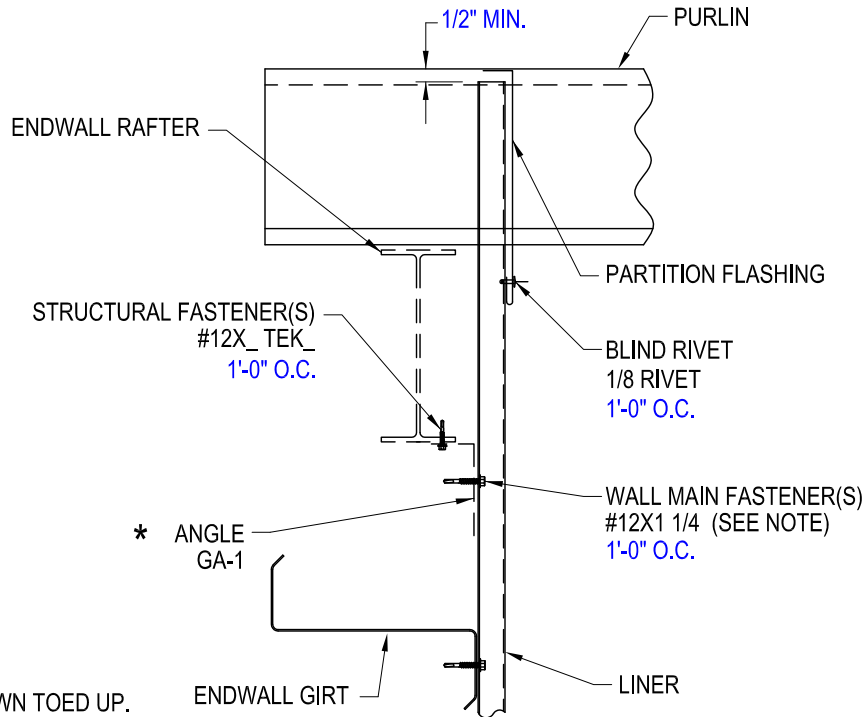 1/2" MIN.
PURLIN
ENDWALL RAFTER
PARTITION FLASHING
STRUCTURAL FASTENER(S)
#12X_ TEK_
1'-0" O.C.
BLIND RIVET
1/8 RIVET
1'-0" O.C.
WALL MAIN FASTENER(S)
#12X1 1/4 (SEE NOTE)
1'-0" O.C.
* ANGLE
GA-1
LINER
ENDWALL GIRT
TOED UP.